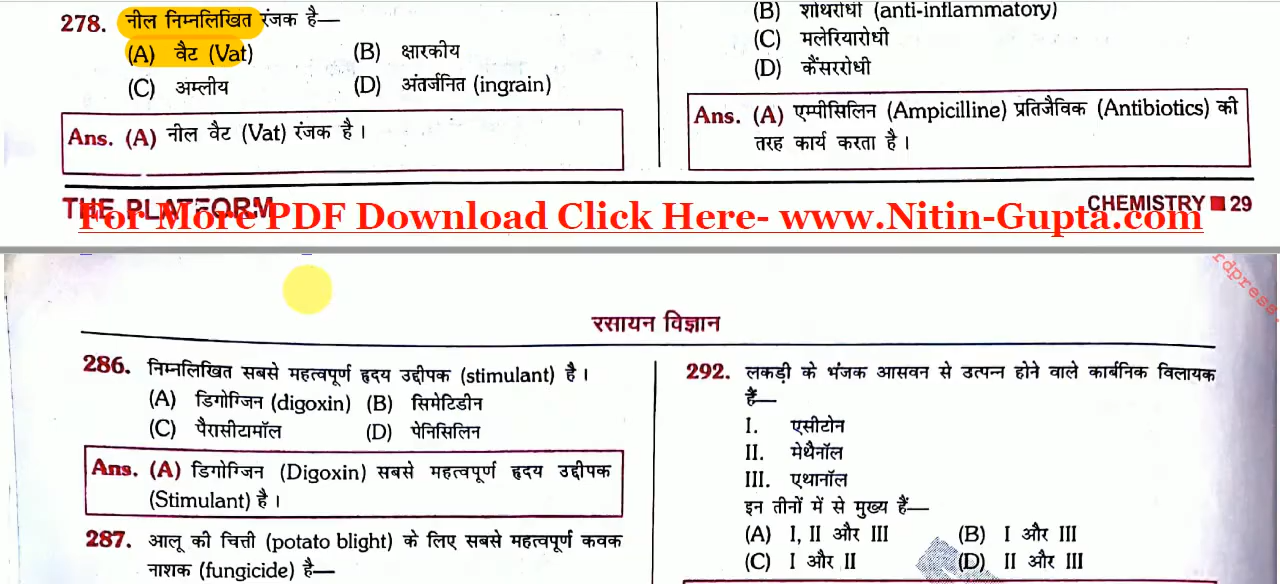 278. नील निम्नलिखित रंजक है—
(A) वैट (Vat) (B) क्षारकीय
(C) अम्लीय (D) अंतर्जनित (ingrain)
Ans. (A) नील वैट (Vat) रंजक है।
(B) शोथरोधी (anti-inflammatory)
(C) मलेरियारोधी
(D) कैंसररोधी
Ans. (A) एम्पीसिलिन (Ampicilline) प्रतिजैविक (Antibiotics) की
तरह कार्य करता है।
THE PLATFORM
CHEMISTRY 29
For More PDF Download Click Here- www.Nitin-Gupta.com
rdpress.
रसायन विज्ञान
286. निम्नलिखित सबसे महत्वपूर्ण हृदय उद्दीपक (stimulant) है।
(A) डिगोग्जिन (digoxin) (B) सिमेटिडीन
(C) पैरासीटामॉल (D) पेनिसिलिन
Ans. (A) डिगोग्जिन (Digoxin) सबसे महत्वपूर्ण हृदय उद्दीपक
(Stimulant) है।
287. आलू की चित्ती (potato blight) के लिए सबसे महत्वपूर्ण कवक
नाशक (fungicide) है—
292. लकड़ी के भंजक आसवन से उत्पन्न होने वाले कार्बनिक विलायक
हैं—
I. एसीटोन
II. मेथैनॉल
III. एथानॉल
इन तीनों में से मुख्य हैं—
(A) I, II और III (B) I और III
(C) I और II (D) II और III